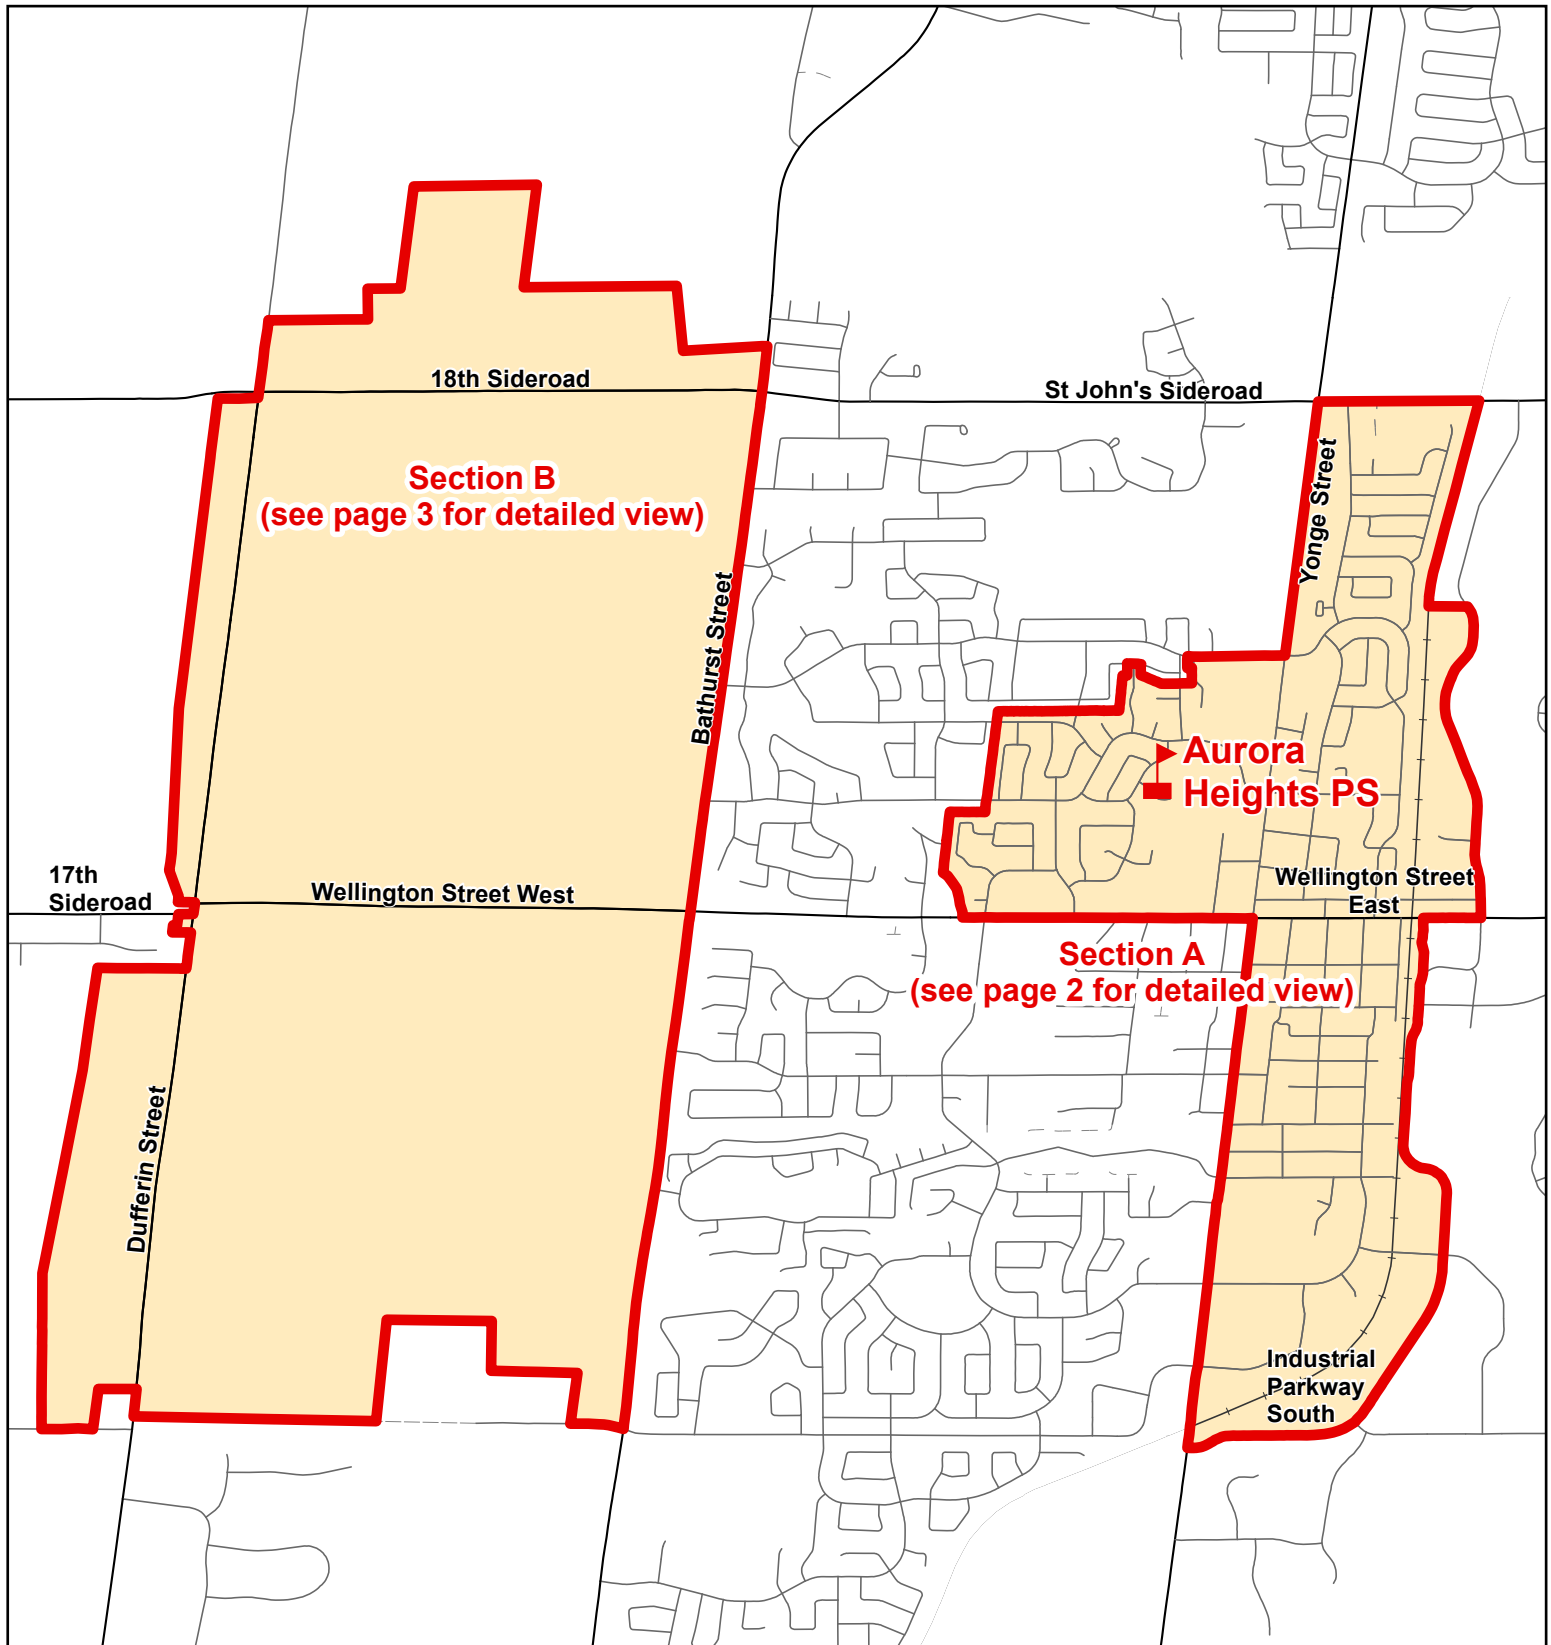 18th Sideroad
St John's Sideroad
Section B
(see page 3 for detailed view)
Yonge Street
Bathurst Street
Aurora
Heights PS
17th
Sideroad
Wellington Street West
Wellington Street
East
Section A
(see page 2 for detailed view)
Dufferin Street
Industrial
Parkway
South